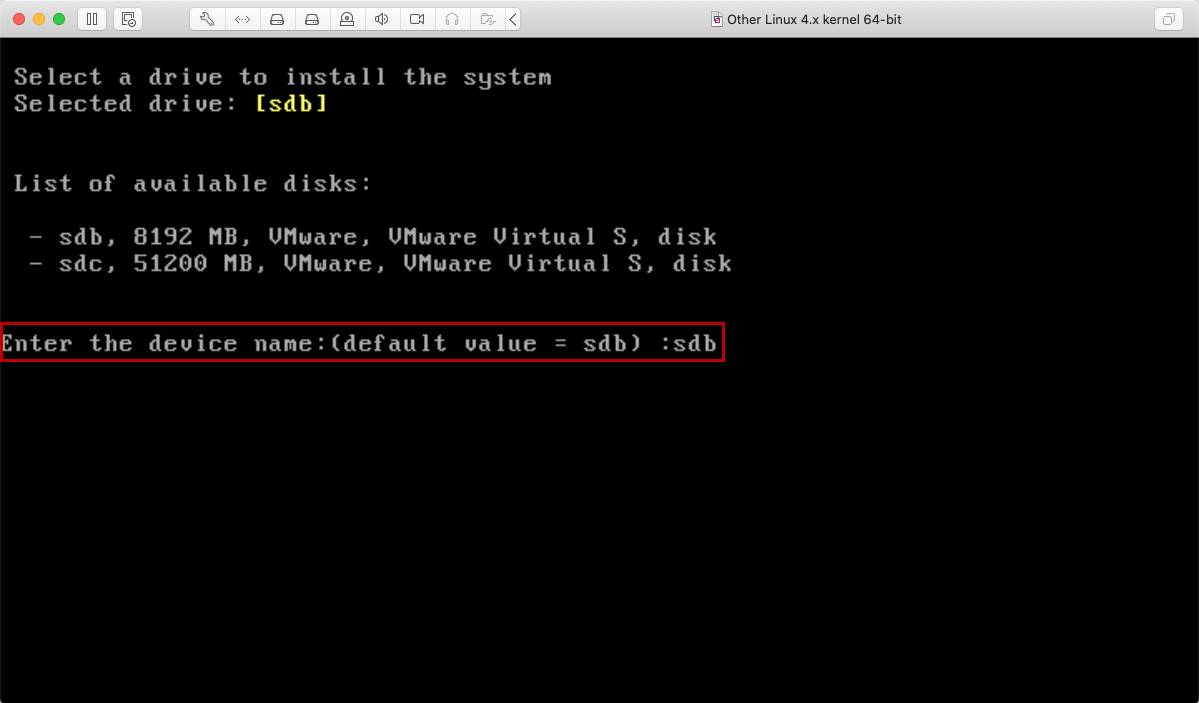 Other Linux 4.x kernel 64-bit
Select a drive to install the system
Selected drive: [sdb]
List of available disks:
- sdb, 8192 MB, VMware, VMware Virtual S, disk
- sdc, 51200 MB, VMware, VMware Virtual S, disk
Enter the device name:(default value = sdb) :sdb